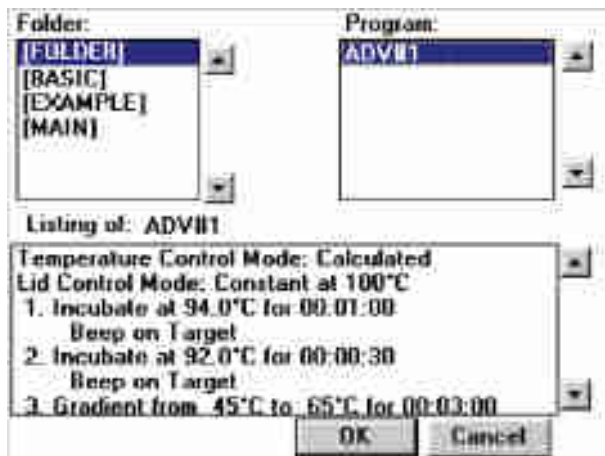 Folder:
[FOLDER]
[BASIC]
[EXAMPLE]
[MAIN]
Program:
ADV#1
Listing of: ADV#1
Temperature Control Mode: Calculated
Lid Control Mode: Constant at 100°C
1. Incubate at 94.0°C for 00:01:00
Beep on Target
2. Incubate at 92.0°C for 00:00:30
Beep on Target
3. Gradient from 45°C to 65°C for 00:03:00
OK Cancel